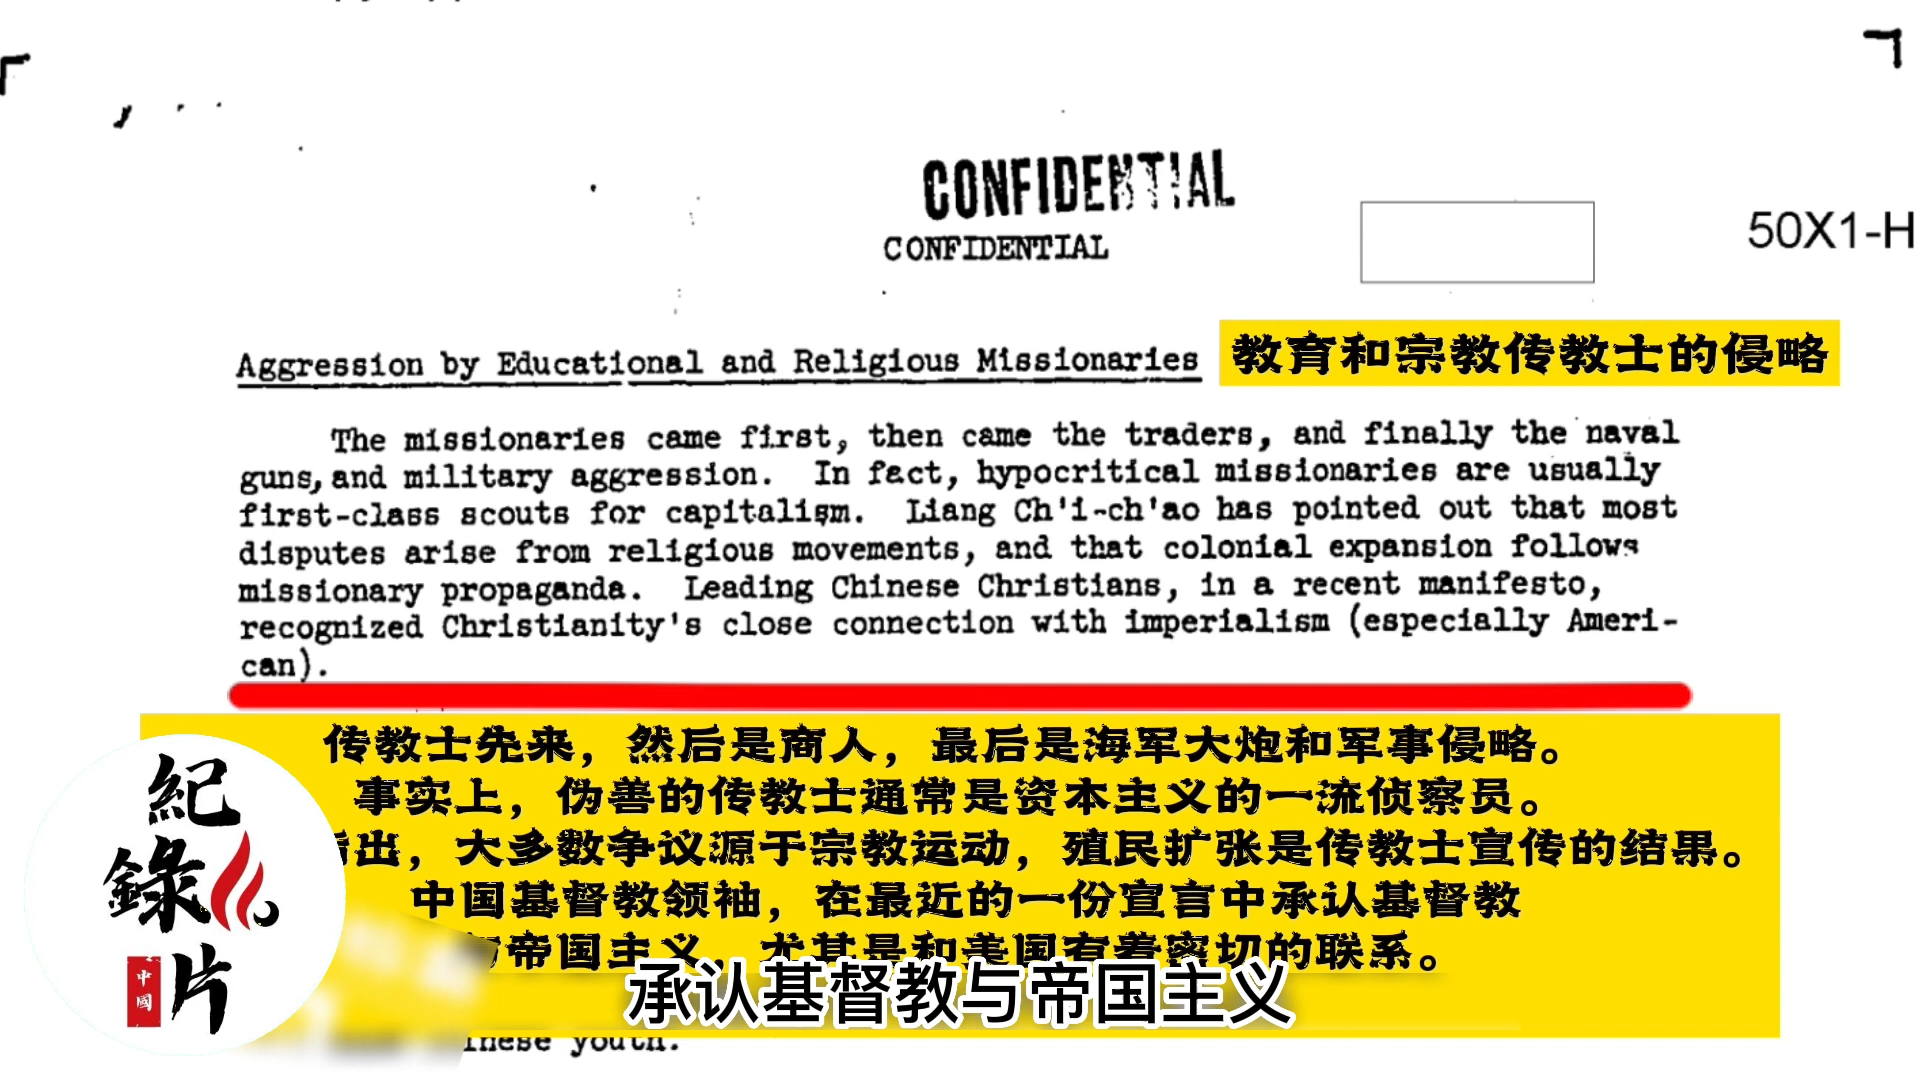 CONFIDENTIAL
CONFIDENTIAL
50X1-H
Aggression by Educational and Religious Missionaries
教育和宗教传教士的侵略
The missionaries came first, then came the traders, and finally the naval
guns, and military aggression. In fact, hypocritical missionaries are usually
first-class scouts for capitalism. Liang Ch'i-ch'ao has pointed out that most
disputes arise from religious movements, and that colonial expansion follows
missionary propaganda. Leading Chinese Christians, in a recent manifesto,
recognized Christianity's close connection with imperialism (especially Ameri-
can).
传教士先来，然后是商人，最后是海军大炮和军事侵略。
事实上，伪善的传教士通常是资本主义的一流侦察员。
出，大多数争议源于宗教运动，殖民扩张是传教士宣传的结果。
中国基督教领袖，在最近的一份宣言中承认基督教
帝国主义，尤其是和美国有着密切的联系。
承认基督教与帝国主义
youth.
紀
錄
片
中國